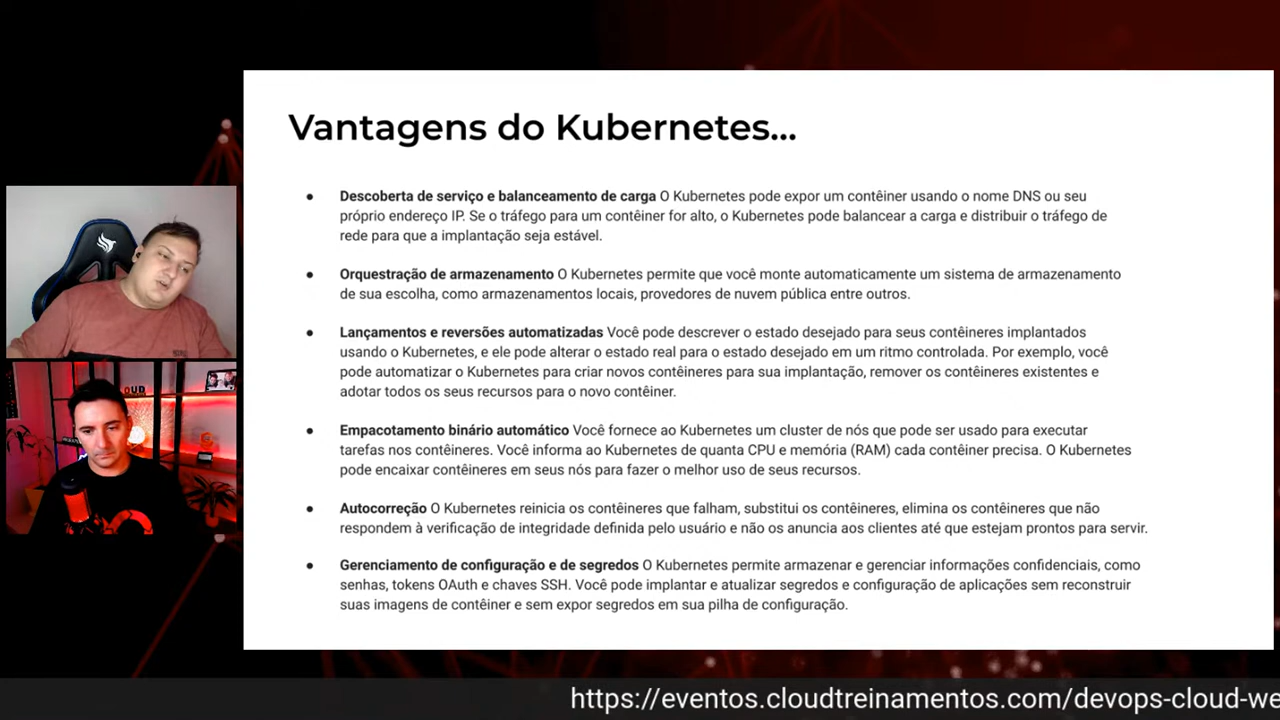 Vantagens do Kubernetes...
● Descoberta de serviço e balanceamento de carga O Kubernetes pode expor um contêiner usando o nome DNS ou seu
próprio endereço IP. Se o tráfego para um contêiner for alto, o Kubernetes pode balancear a carga e distribuir o tráfego de
rede para que a implantação seja estável.
● Orquestração de armazenamento O Kubernetes permite que você monte automaticamente um sistema de armazenamento
de sua escolha, como armazenamentos locais, provedores de nuvem pública entre outros.
● Lançamentos e reversões automatizadas Você pode descrever o estado desejado para seus contêineres implantados
usando o Kubernetes, e ele pode alterar o estado real para o estado desejado em um ritmo controlada. Por exemplo, você
pode automatizar o Kubernetes para criar novos contêineres para sua implantação, remover os contêineres existentes e
adotar todos os seus recursos para o novo contêiner.
● Empacotamento binário automático Você fornece ao Kubernetes um cluster de nós que pode ser usado para executar
tarefas nos contêineres. Você informa ao Kubernetes de quanta CPU e memória (RAM) cada contêiner precisa. O Kubernetes
pode encaixar contêineres em seus nós para fazer o melhor uso de seus recursos.
● Autocorreção O Kubernetes reinicia os contêineres que falham, substitui os contêineres, elimina os contêineres que não
respondem à verificação de integridade definida pelo usuário e não os anuncia aos clientes até que estejam prontos para servir.
● Gerenciamento de configuração e de segredos O Kubernetes permite armazenar e gerenciar informações confidenciais, como
senhas, tokens OAuth e chaves SSH. Você pode implantar e atualizar segredos e configuração de aplicações sem reconstruir
suas imagens de contêiner e sem expor segredos em sua pilha de configuração.
https://eventos.cloudtreinamentos.com/devops-cloud-we